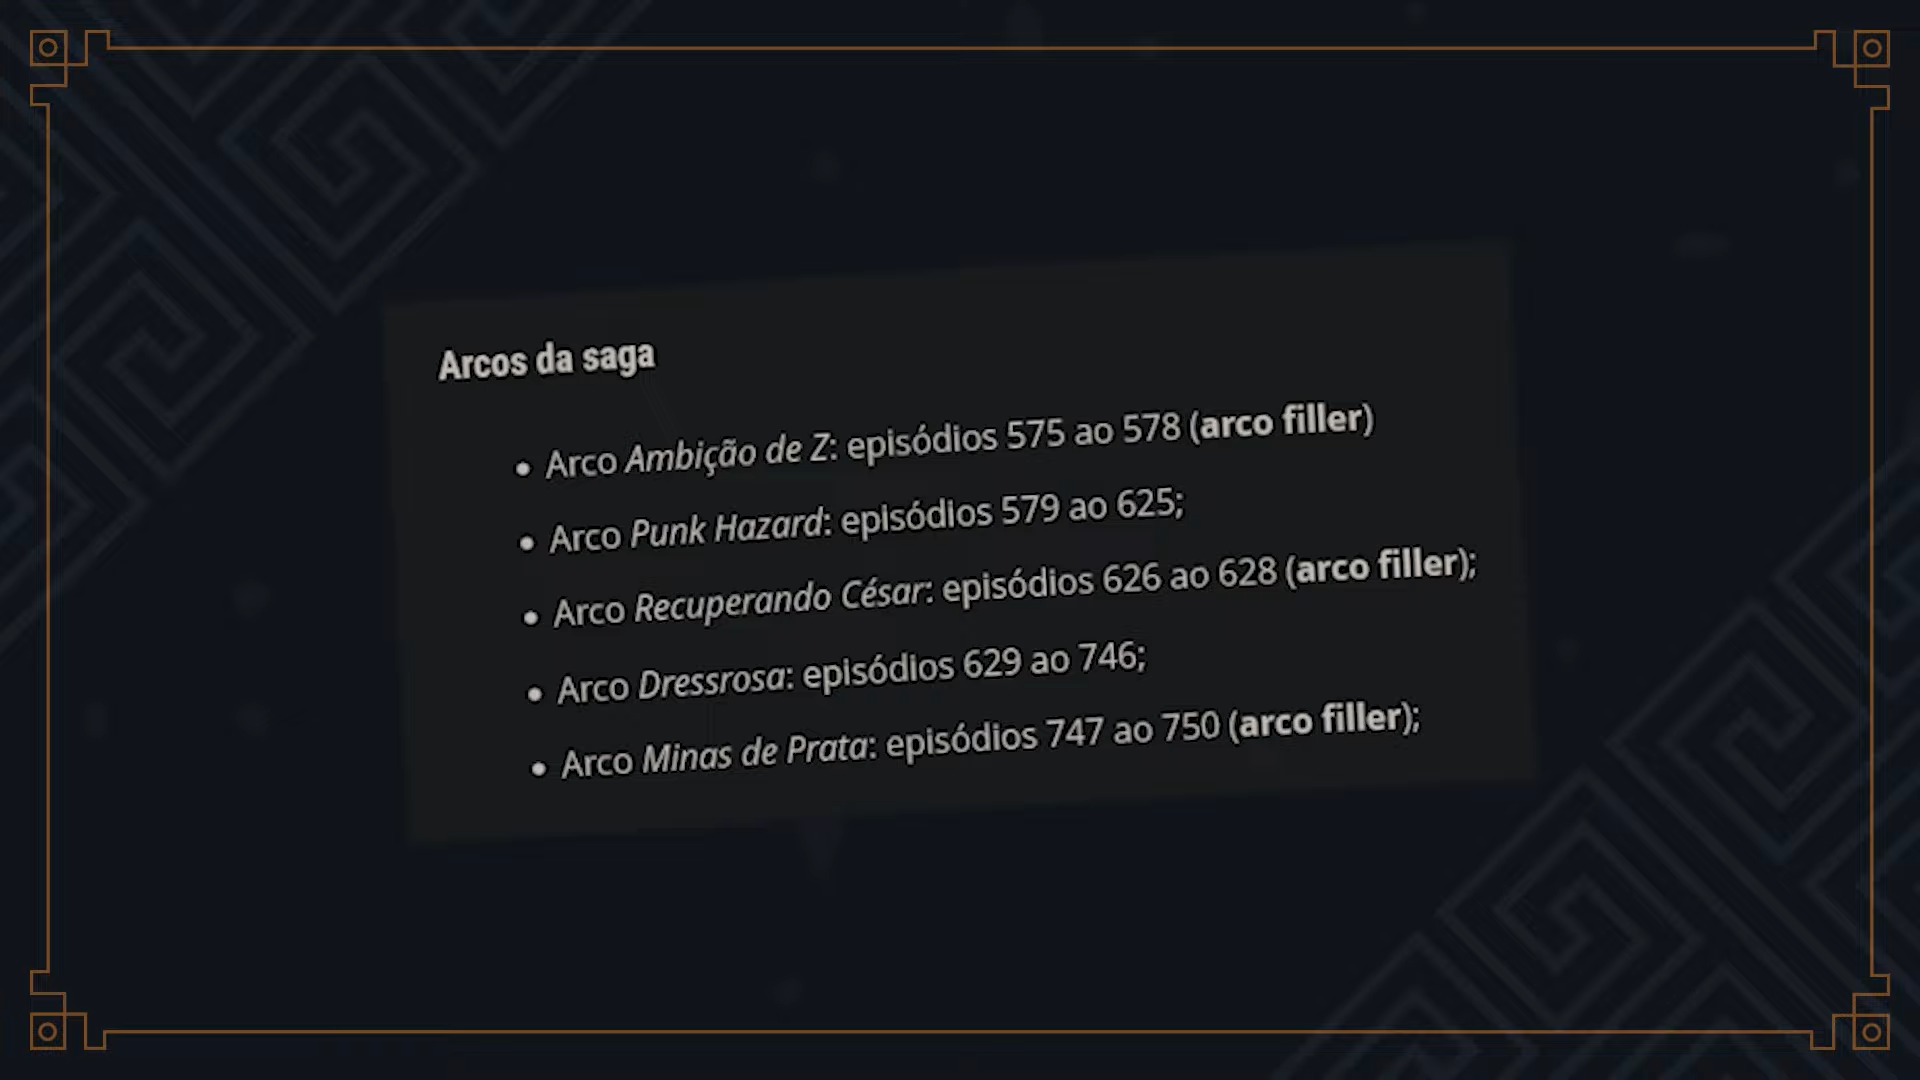 Arcos da saga
• Arco Ambição de Z: episódios 575 ao 578 (arco filler)
• Arco Punk Hazard: episódios 579 ao 625;
• Arco Recuperando César: episódios 626 ao 628 (arco filler);
• Arco Dressrosa: episódios 629 ao 746;
• Arco Minas de Prata: episódios 747 ao 750 (arco filler);